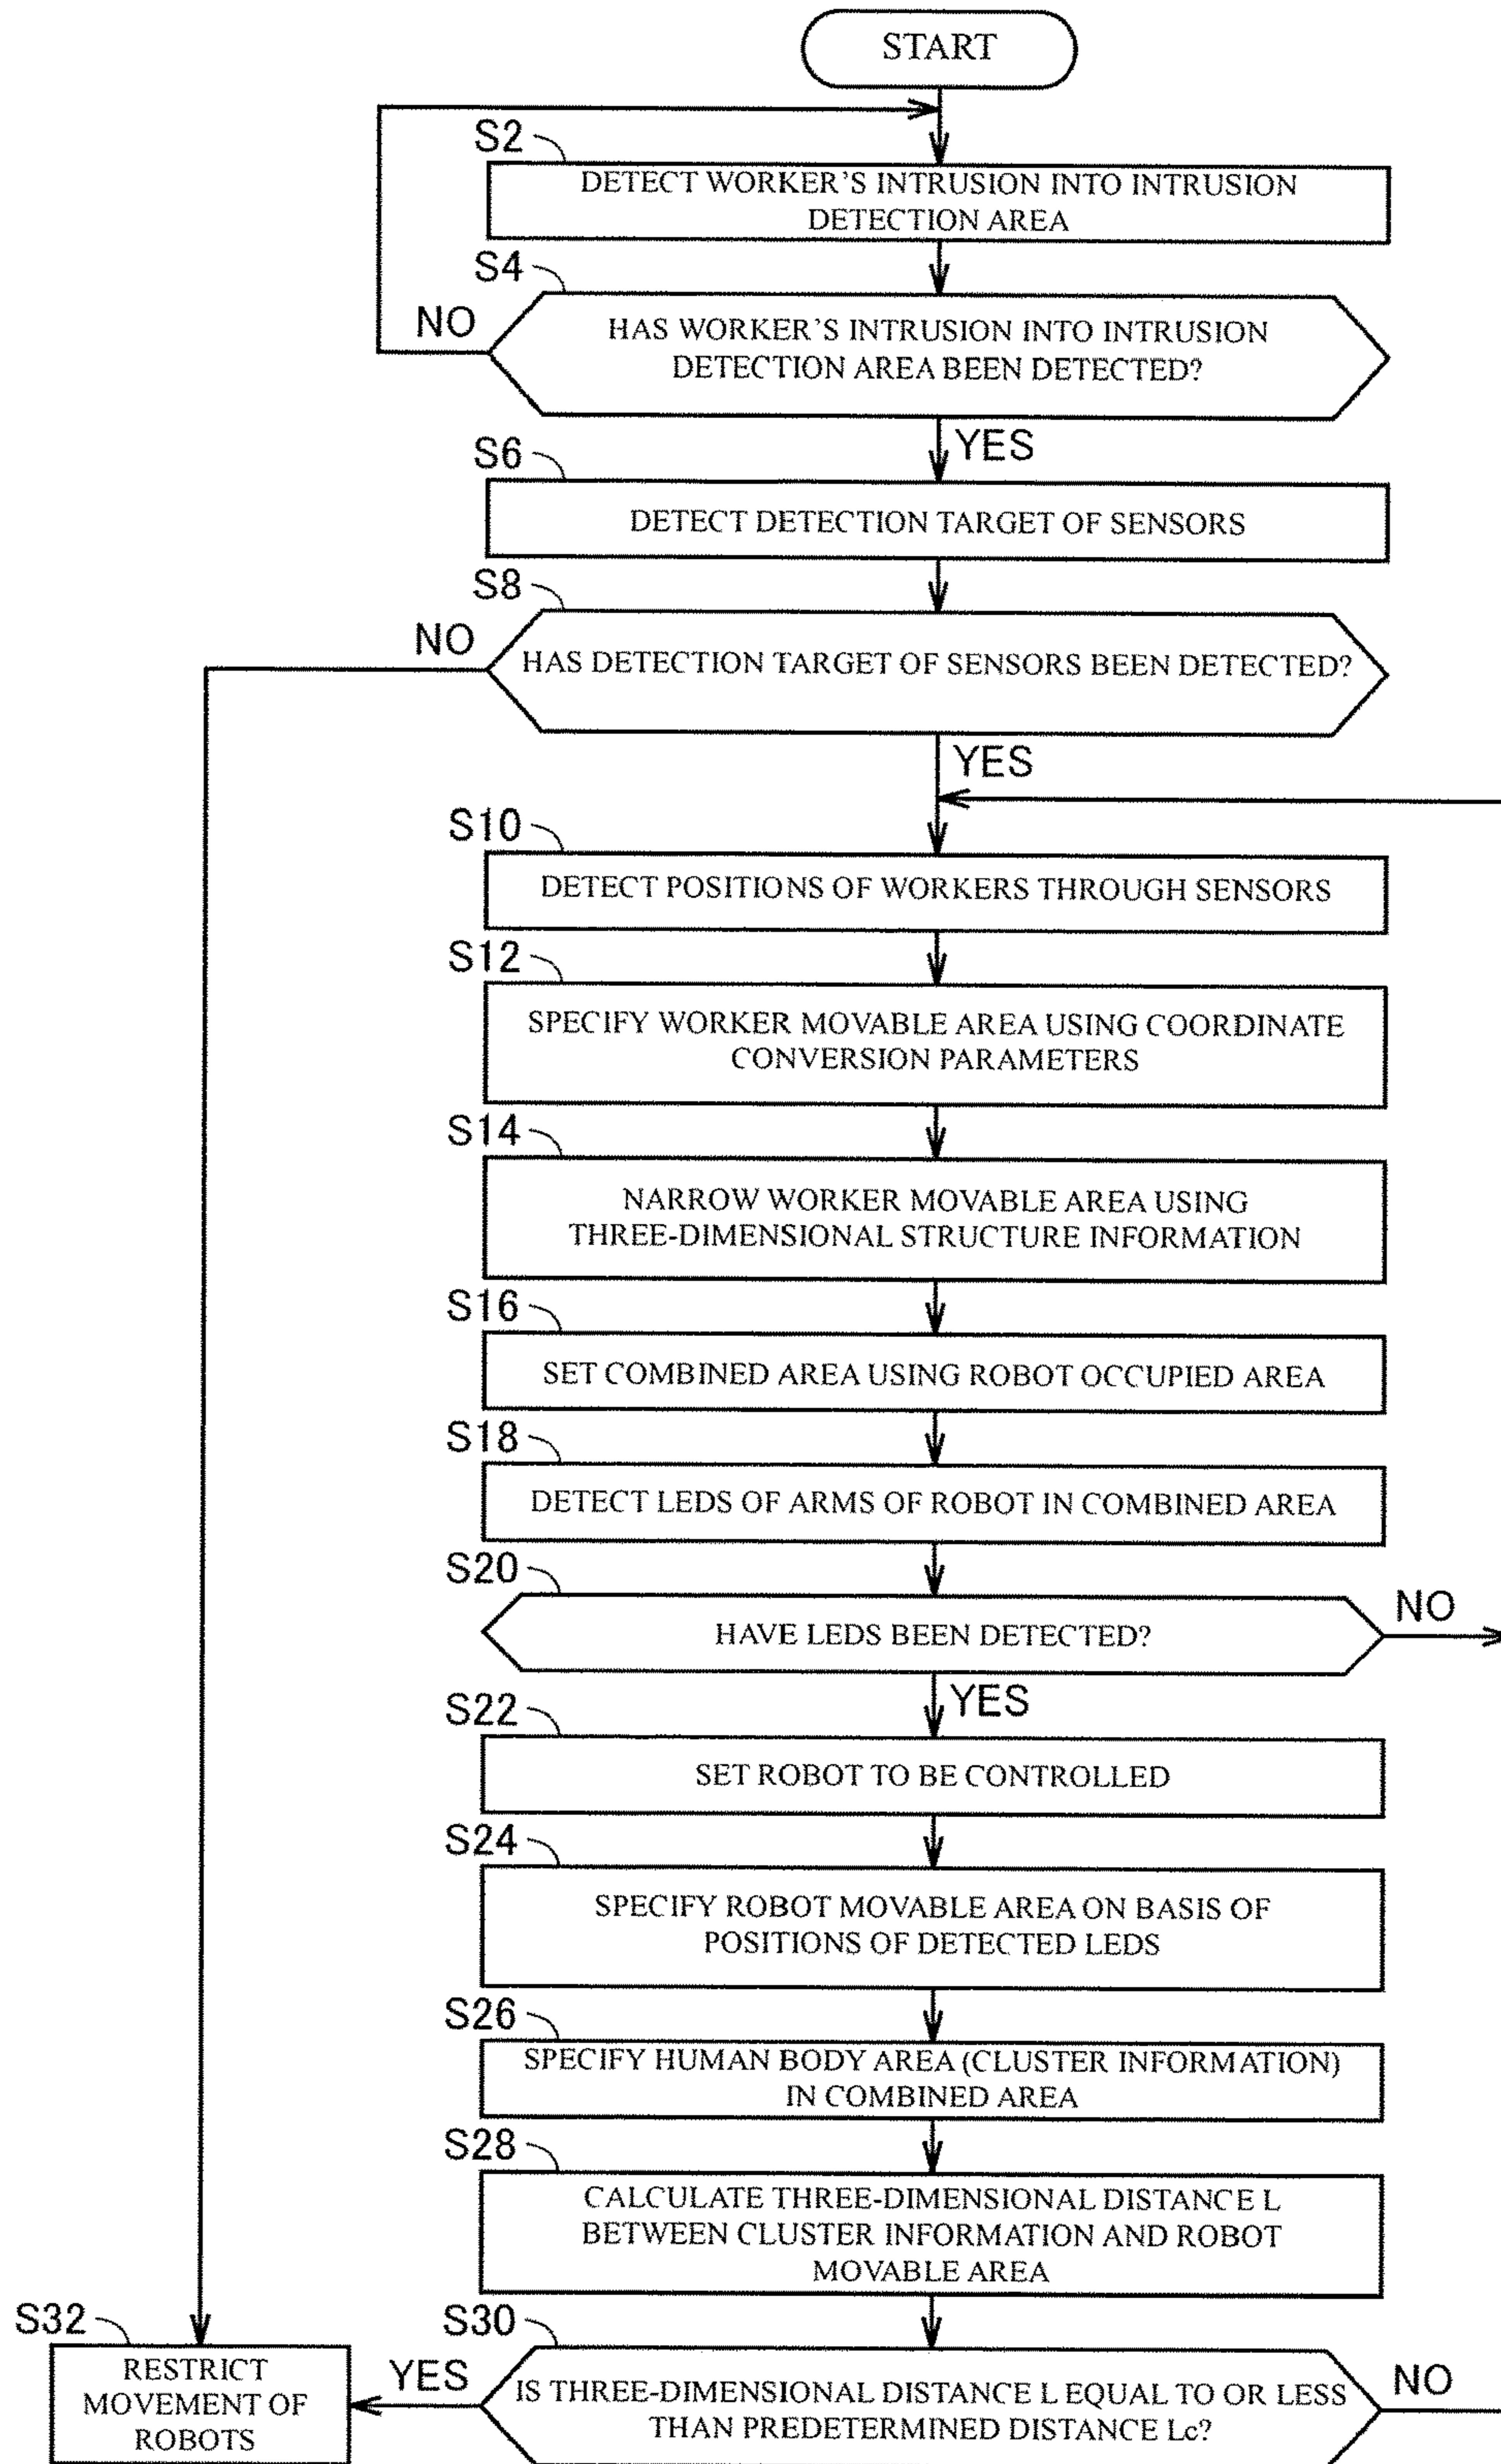 START
S2
DETECT WORKER'S INTRUSION INTO INTRUSION
DETECTION AREA
S4
NO
HAS WORKER'S INTRUSION INTO INTRUSION
DETECTION AREA BEEN DETECTED?
YES
S6
DETECT DETECTION TARGET OF SENSORS
S8
NO
HAS DETECTION TARGET OF SENSORS BEEN DETECTED?
YES
S10
DETECT POSITIONS OF WORKERS THROUGH SENSORS
S12
SPECIFY WORKER MOVABLE AREA USING COORDINATE
CONVERSION PARAMETERS
S14
NARROW WORKER MOVABLE AREA USING
THREE-DIMENSIONAL STRUCTURE INFORMATION
S16
SET COMBINED AREA USING ROBOT OCCUPIED AREA
S18
DETECT LEDS OF ARMS OF ROBOT IN COMBINED AREA
S20
HAVE LEDS BEEN DETECTED?
NO
YES
S22
SET ROBOT TO BE CONTROLLED
S24
SPECIFY ROBOT MOVABLE AREA ON BASIS OF
POSITIONS OF DETECTED LEDS
S26
SPECIFY HUMAN BODY AREA (CLUSTER INFORMATION)
IN COMBINED AREA
S28
CALCULATE THREE-DIMENSIONAL DISTANCE L
BETWEEN CLUSTER INFORMATION AND ROBOT
MOVABLE AREA
S32
RESTRICT
MOVEMENT OF
ROBOTS
S30
YES
IS THREE-DIMENSIONAL DISTANCE L EQUAL TO OR LESS
THAN PREDETERMINED DISTANCE Lc?
NO